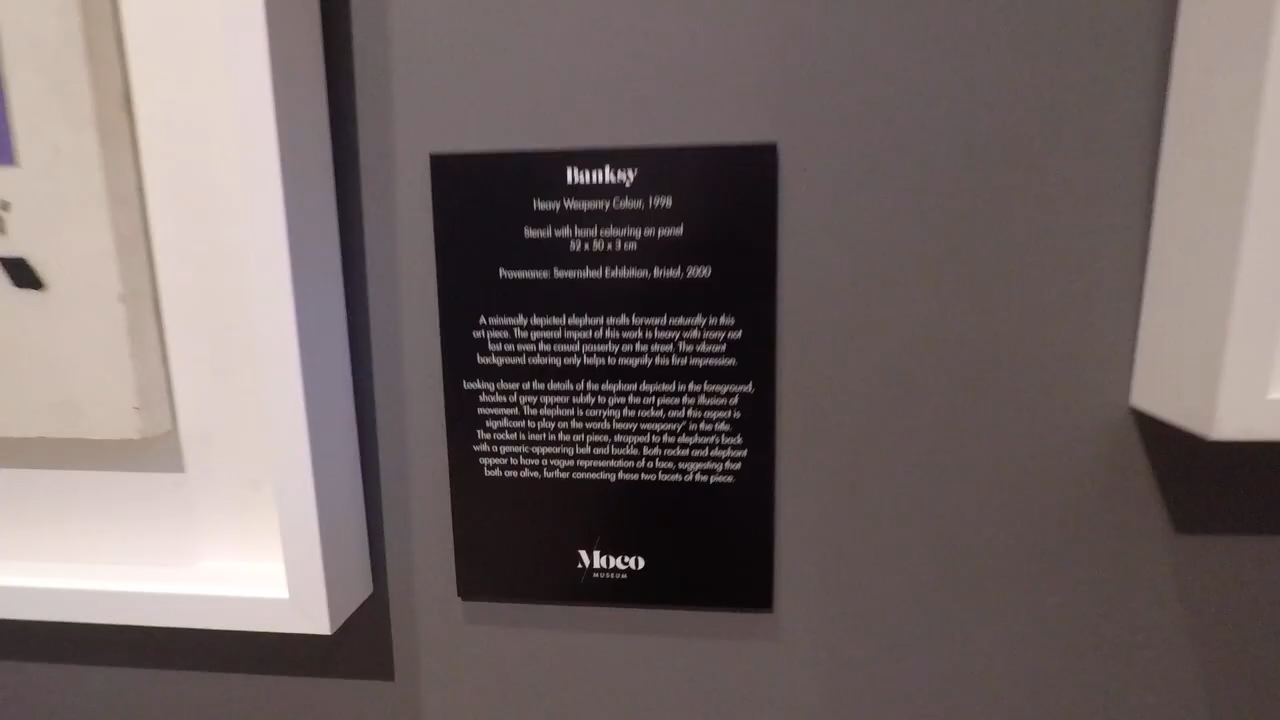 Banksy
Heavy Weaponry Colour, 1998
Stencil with hand colouring on panel
52 x 50 x 3 cm
Provenance: Severnshed Exhibition, Bristol, 2000
A minimally depicted elephant strolls forward naturally in this
art piece. The general impact of this work is heavy with irony not
lost on even the casual passerby on the street. The vibrant
background coloring only helps to magnify this first impression.
Looking closer at the details of the elephant depicted in the foreground,
shades of grey appear subtly to give the art piece the illusion of
movement. The elephant is carrying the rocket, and this aspect is
significant to play on the words heavy weaponry" in the title.
The rocket is inert in the art piece, strapped to the elephant's back
with a generic-appearing belt and buckle. Both rocket and elephant
appear to have a vague representation of a face, suggesting that
both are alive, further connecting these two facets of the piece.
Moco
MUSEUM